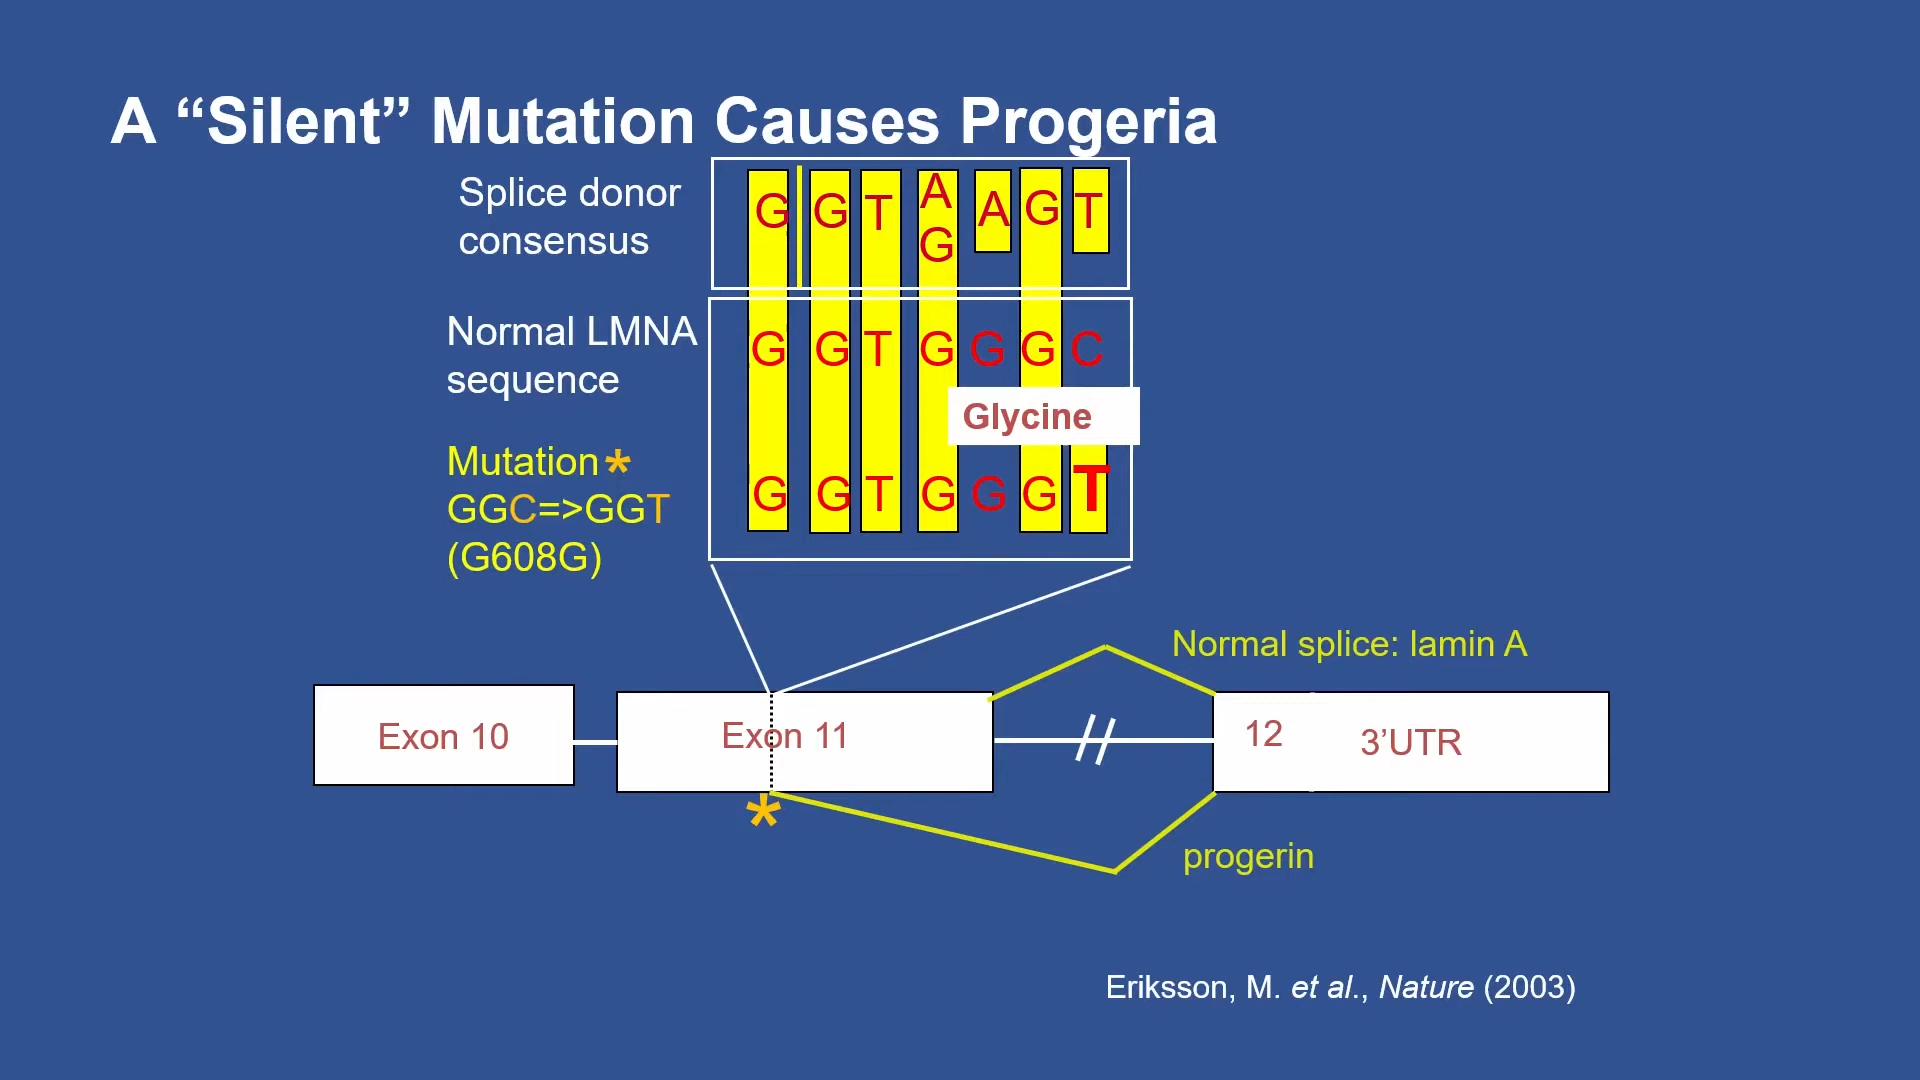 A “Silent” Mutation Causes Progeria
Splice donor
consensus
G G T A A G T
G
Normal LMNA
sequence
G G T G G G C
Glycine
Mutation*
GGC=>GGT
(G608G)
G G T G G G T
Normal splice: lamin A
Exon 10
Exon 11
12
3’UTR
*
progerin
Eriksson, M. et al., Nature (2003)